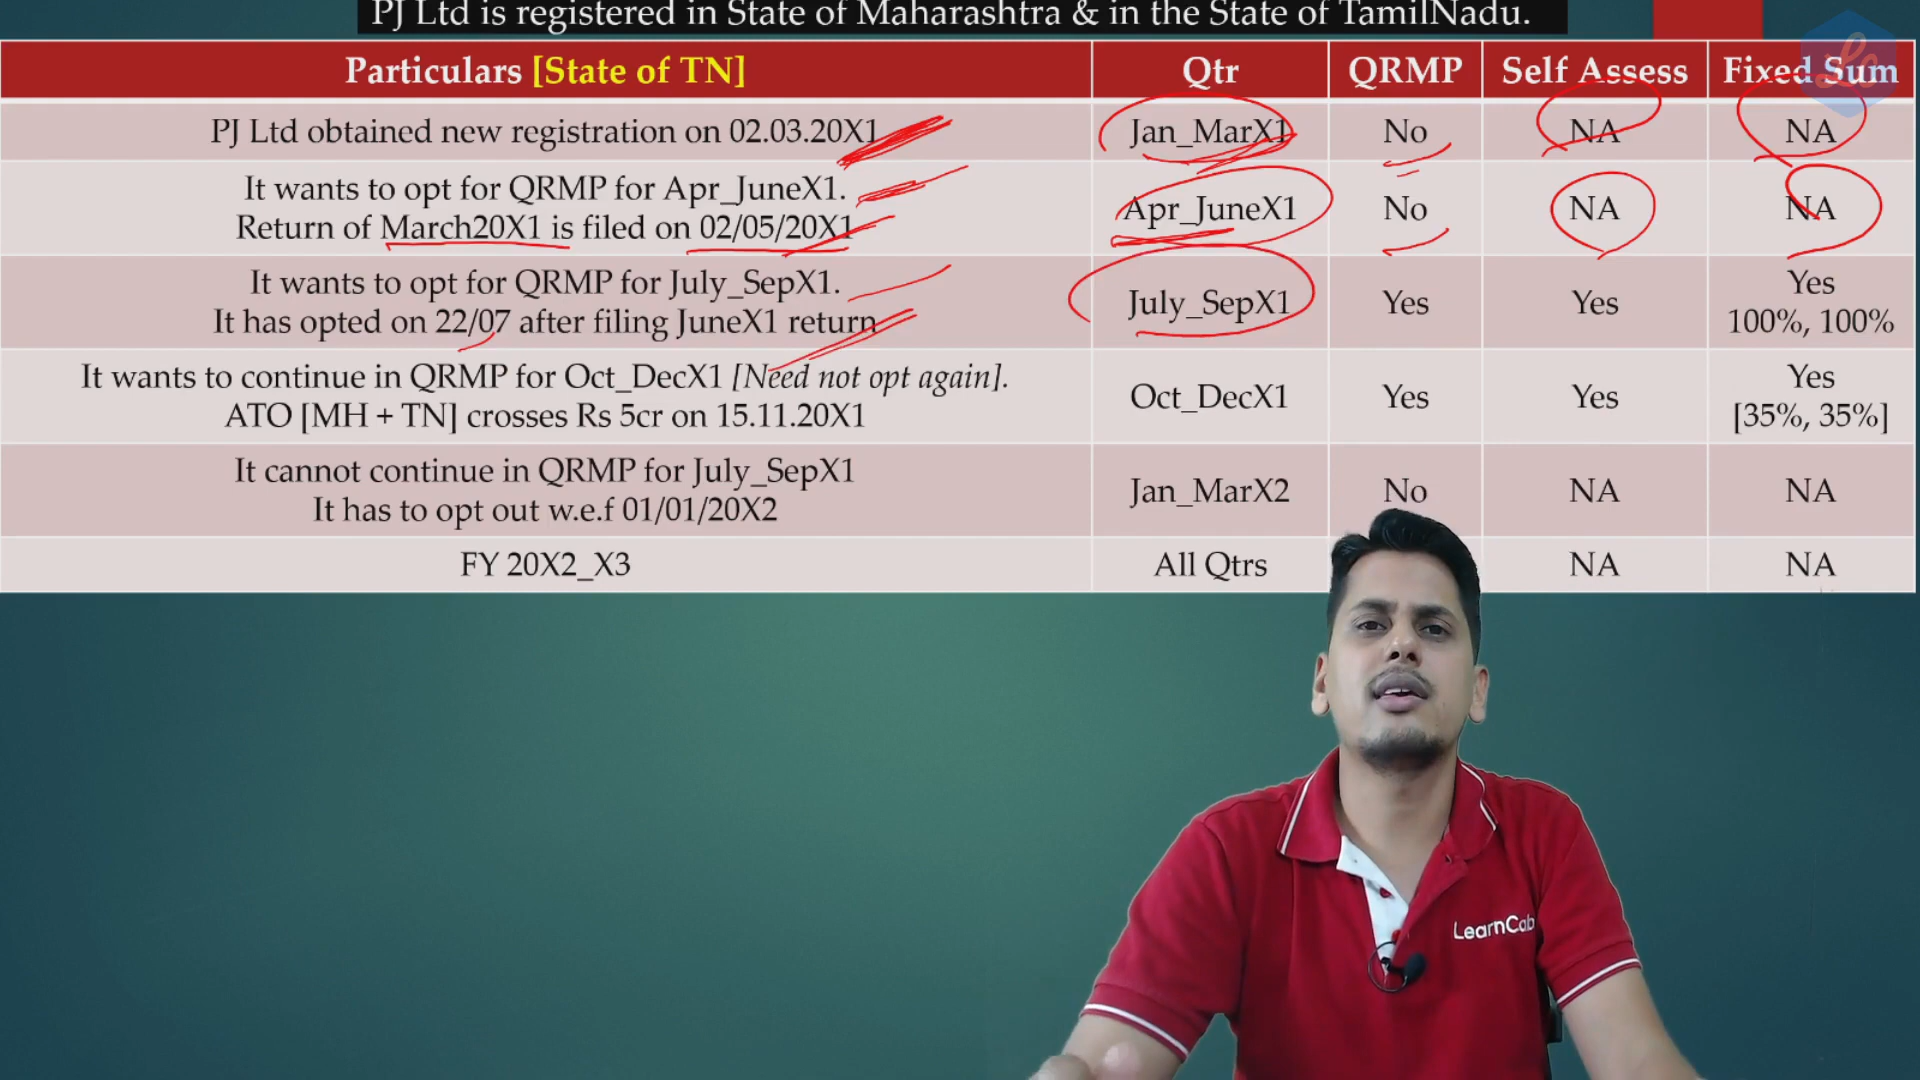 PJ Ltd is registered in State of Maharashtra & in the State of TamilNadu.
Particulars [State of TN] Qtr QRMP Self Assess Fixed Sum
PJ Ltd obtained new registration on 02.03.20X1 Jan_MarX1 No NA NA
It wants to opt for QRMP for Apr_JuneX1.
Return of March20X1 is filed on 02/05/20X1 Apr_JuneX1 No NA NA
It wants to opt for QRMP for July_SepX1.
It has opted on 22/07 after filing JuneX1 return July_SepX1 Yes Yes Yes
100%, 100%
It wants to continue in QRMP for Oct_DecX1 [Need not opt again].
ATO [MH + TN] crosses Rs 5cr on 15.11.20X1 Oct_DecX1 Yes Yes Yes
[35%, 35%]
It cannot continue in QRMP for July_SepX1
It has to opt out w.e.f 01/01/20X2 Jan_MarX2 No NA NA
FY 20X2_X3 All Qtrs NA NA
LearnCab